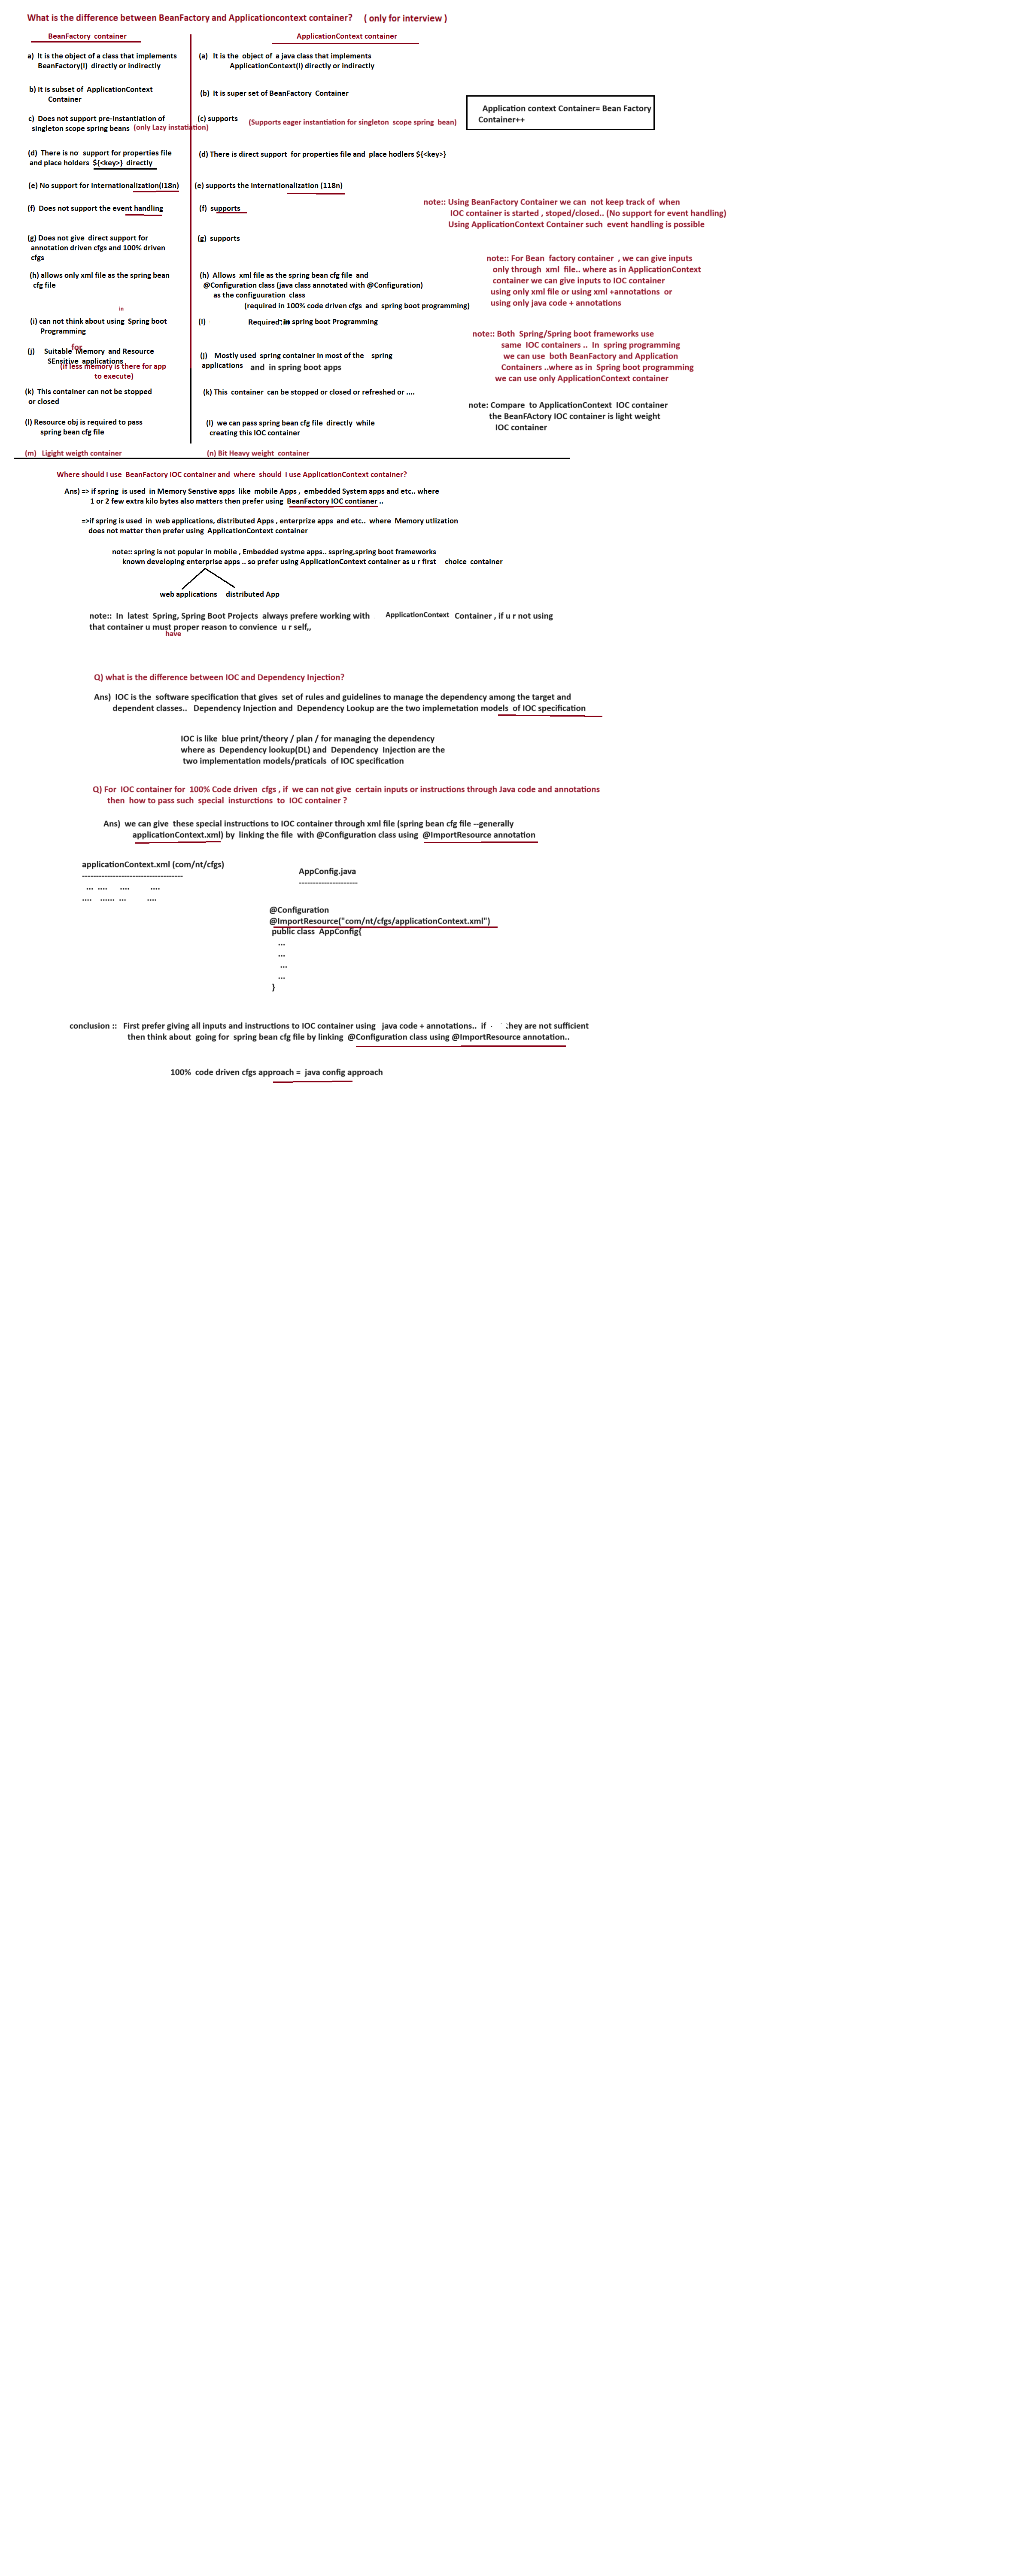 What is the difference between BeanFactory and Applicationcontext container? ( only for interview )
BeanFactory container
ApplicationContext container
a) It is the object of a class that implements
BeanFactory(I) directly or indirectly
(a) It is the object of a java class that implements
ApplicationContext(I) directly or indirectly
b) It is subset of ApplicationContext
Container
(b) It is super set of BeanFactory Container
Application context Container= Bean Factory
Container++
c) Does not support pre-instantiation of
singleton scope spring beans (only Lazy instatiation)
(c) supports (Supports eager instantiation for singleton scope spring bean)
(d) There is no support for properties file
and place holders ${<key>} directly
(d) There is direct support for properties file and place hodlers ${<key>}
(e) No support for Internationalization(I18n)
(e) supports the Internationalization (118n)
(f) Does not support the event handling
(f) supports
note:: Using BeanFactory Container we can not keep track of when
IOC container is started , stoped/closed.. (No support for event handling)
Using ApplicationContext Container such event handling is possible
(g) Does not give direct support for
annotation driven cfgs and 100% driven
cfgs
(g) supports
note:: For Bean factory container , we can give inputs
only through xml file.. where as in ApplicationContext
container we can give inputs to IOC container
using only xml file or using xml +annotations or
using only java code + annotations
(h) allows only xml file as the spring bean
cfg file
(h) Allows xml file as the spring bean cfg file and
@Configuration class (java class annotated with @Configuration)
as the configuuration class
(required in 100% code driven cfgs and spring boot programming)
in
(i) can not think about using Spring boot
Programming
(i) Required in spring boot Programming
note:: Both Spring/Spring boot frameworks use
same IOC containers .. In spring programming
we can use both BeanFactory and Application
Containers ..where as in Spring boot programming
we can use only ApplicationContext container
for
(j) Suitable Memory and Resource
SEnsitive applications
(if less memory is there for app
to execute)
(j) Mostly used spring container in most of the spring
applications and in spring boot apps
(k) This container can not be stopped
or closed
(k) This container can be stopped or closed or refreshed or ....
note: Compare to ApplicationContext IOC container
the BeanFActory IOC container is light weight
IOC container
(l) Resource obj is required to pass
spring bean cfg file
(l) we can pass spring bean cfg file directly while
creating this IOC container
(m) Ligight weigth container
(n) Bit Heavy weight container
Where should i use BeanFactory IOC container and where should i use ApplicationContext container?
Ans) => if spring is used in Memory Senstive apps like mobile Apps , embedded System apps and etc.. where
1 or 2 few extra kilo bytes also matters then prefer using BeanFactory IOC contianer ..
=>if spring is used in web applications, distributed Apps , enterprize apps and etc.. where Memory utlization
does not matter then prefer using ApplicationContext container
note:: spring is not popular in mobile , Embedded systme apps.. sspring,spring boot frameworks
known developing enterprise apps .. so prefer using ApplicationContext container as u r first choice container
web applications distributed App
note:: In latest Spring, Spring Boot Projects always prefere working with ApplicationContext Container , if u r not using
that container u must proper reason to convience u r self,,
have
Q) what is the difference between IOC and Dependency Injection?
Ans) IOC is the software specification that gives set of rules and guidelines to manage the dependency among the target and
dependent classes.. Dependency Injection and Dependency Lookup are the two implemetation models of IOC specification
IOC is like blue print/theory / plan / for managing the dependency
where as Dependency lookup(DL) and Dependency Injection are the
two implementation models/praticals of IOC specification
Q) For IOC container for 100% Code driven cfgs , if we can not give certain inputs or instructions through Java code and annotations
then how to pass such special insturctions to IOC container ?
Ans) we can give these special instructions to IOC container through xml file (spring bean cfg file --generally
applicationContext.xml) by linking the file with @Configuration class using @ImportResource annotation
applicationContext.xml (com/nt/cfgs)
------------------------------------
... .... .... ....
.... ...... ... ....
AppConfig.java
---------------------
@Configuration
@ImportResource("com/nt/cfgs/applicationContext.xml")
public class AppConfig{
...
...
...
...
}
conclusion :: First prefer giving all inputs and instructions to IOC container using java code + annotations.. if they are not sufficient
then think about going for spring bean cfg file by linking @Configuration class using @ImportResource annotation..
100% code driven cfgs approach = java config approach